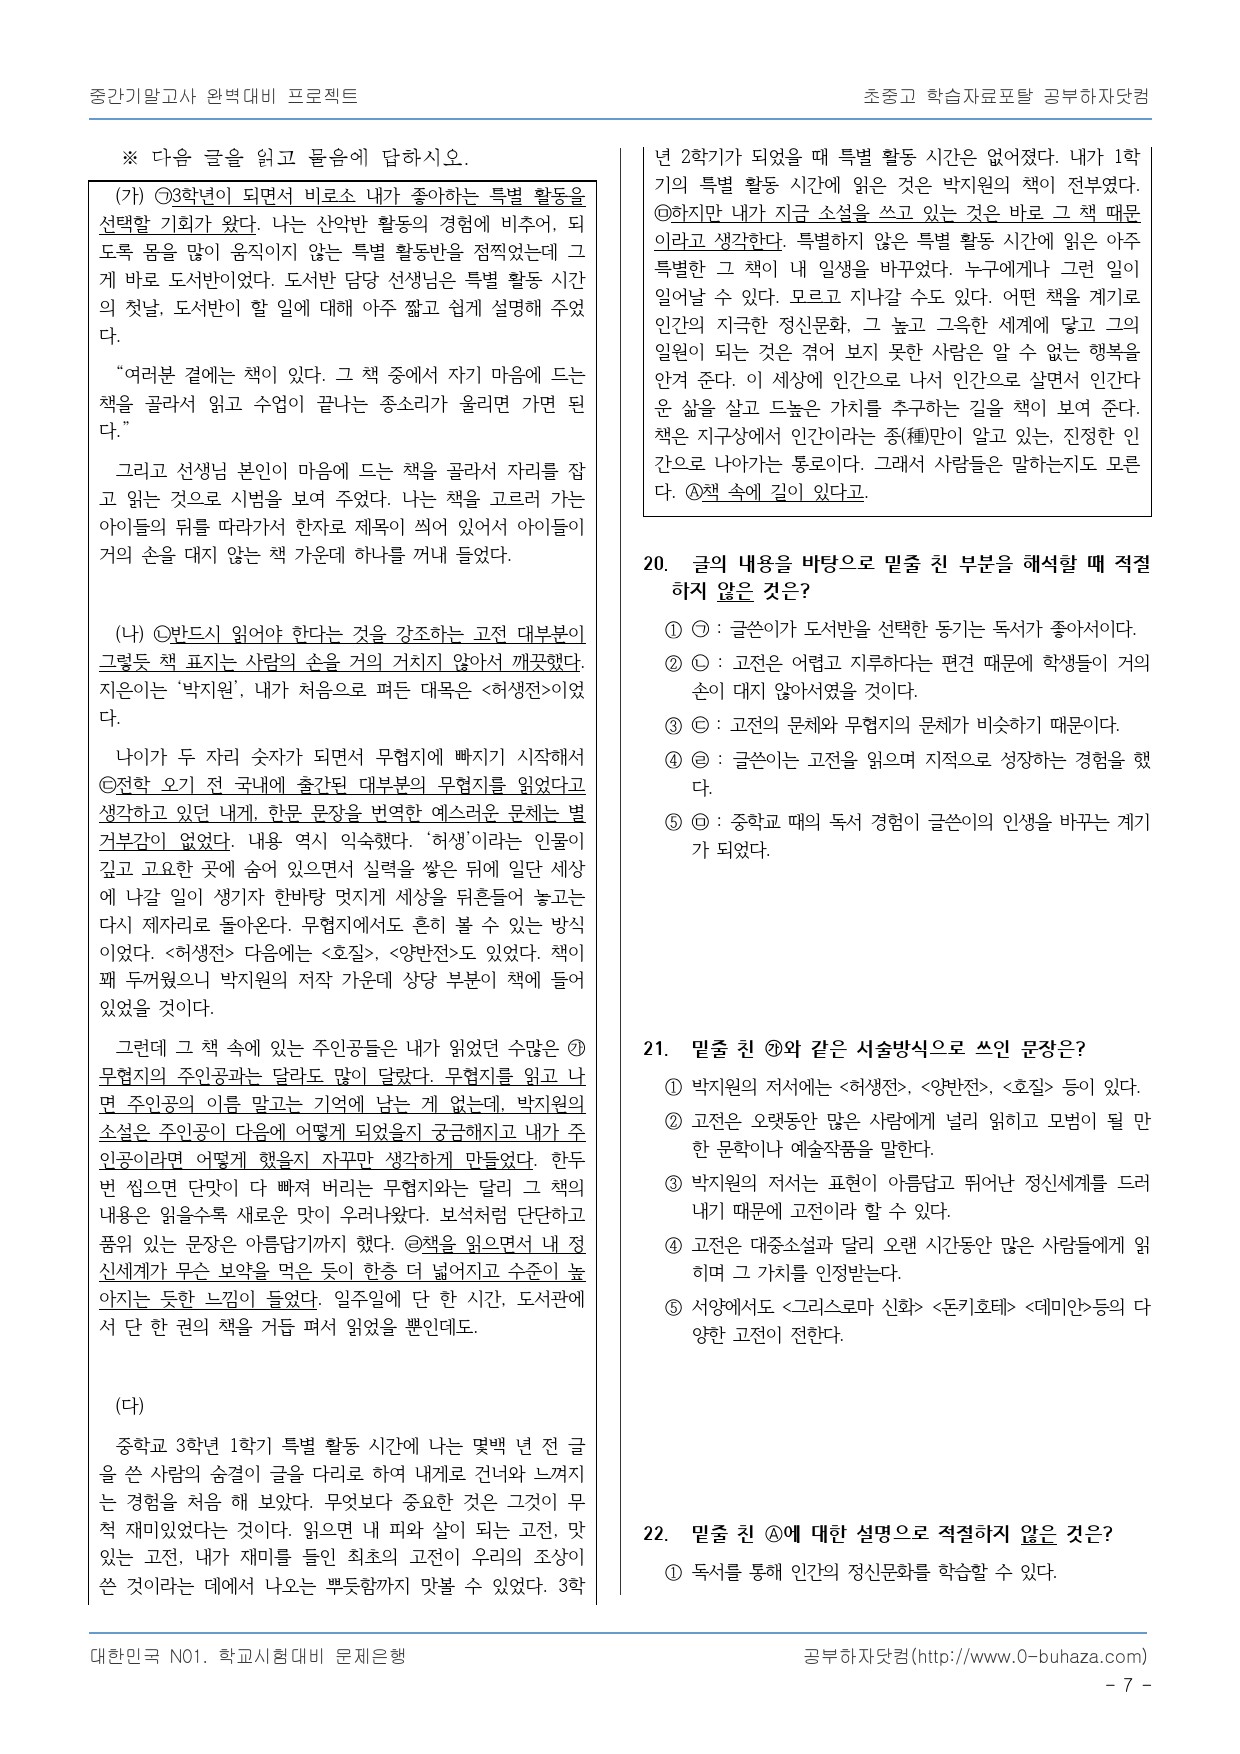 중간기말고사 완벽대비 프로젝트
초중고 학습자료포탈 공부하자닷컴
※ 다음 글을 읽고 물음에 답하시오.
(가) ㉠3학년이 되면서 비로소 내가 좋아하는 특별 활동을
선택할 기회가 왔다. 나는 산악반 활동의 경험에 비추어, 되
도록 몸을 많이 움직이지 않는 특별 활동반을 점찍었는데 그
게 바로 도서반이었다. 도서반 담당 선생님은 특별 활동 시간
의 첫날, 도서반이 할 일에 대해 아주 짧고 쉽게 설명해 주었
다.
“여러분 곁에는 책이 있다. 그 책 중에서 자기 마음에 드는
책을 골라서 읽고 수업이 끝나는 종소리가 울리면 가면 된
다.”
그리고 선생님 본인이 마음에 드는 책을 골라서 자리를 잡
고 읽는 것으로 시범을 보여 주었다. 나는 책을 고르러 가는
아이들의 뒤를 따라가서 한자로 제목이 씌어 있어서 아이들이
거의 손을 대지 않는 책 가운데 하나를 꺼내 들었다.
(나) ㉡반드시 읽어야 한다는 것을 강조하는 고전 대부분이
그렇듯 책 표지는 사람의 손을 거의 거치지 않아서 깨끗했다.
지은이는 ‘박지원’, 내가 처음으로 펴든 대목은 <허생전>이었
다.
나이가 두 자리 숫자가 되면서 무협지에 빠지기 시작해서
㉢전학 오기 전 국내에 출간된 대부분의 무협지를 읽었다고
생각하고 있던 내게, 한문 문장을 번역한 예스러운 문체는 별
거부감이 없었다. 내용 역시 익숙했다. ‘허생’이라는 인물이
깊고 고요한 곳에 숨어 있으면서 실력을 쌓은 뒤에 일단 세상
에 나갈 일이 생기자 한바탕 멋지게 세상을 뒤흔들어 놓고는
다시 제자리로 돌아온다. 무협지에서도 흔히 볼 수 있는 방식
이었다. <허생전> 다음에는 <호질>, <양반전>도 있었다. 책이
꽤 두꺼웠으니 박지원의 저작 가운데 상당 부분이 책에 들어
있었을 것이다.
그런데 그 책 속에 있는 주인공들은 내가 읽었던 수많은 ㉮
무협지의 주인공과는 달라도 많이 달랐다. 무협지를 읽고 나
면 주인공의 이름 말고는 기억에 남는 게 없는데, 박지원의
소설은 주인공이 다음에 어떻게 되었을지 궁금해지고 내가 주
인공이라면 어떻게 했을지 자꾸만 생각하게 만들었다. 한두
번 씹으면 단맛이 다 빠져 버리는 무협지와는 달리 그 책의
내용은 읽을수록 새로운 맛이 우러나왔다. 보석처럼 단단하고
품위 있는 문장은 아름답기까지 했다. ㉣책을 읽으면서 내 정
신세계가 무슨 보약을 먹은 듯이 한층 더 넓어지고 수준이 높
아지는 듯한 느낌이 들었다. 일주일에 단 한 시간, 도서관에
서 단 한 권의 책을 거듭 펴서 읽었을 뿐인데도.
(다)
중학교 3학년 1학기 특별 활동 시간에 나는 몇백 년 전 글
을 쓴 사람의 숨결이 글을 다리로 하여 내게로 건너와 느껴지
는 경험을 처음 해 보았다. 무엇보다 중요한 것은 그것이 무
척 재미있었다는 것이다. 읽으면 내 피와 살이 되는 고전, 맛
있는 고전, 내가 재미를 들인 최초의 고전이 우리의 조상이
쓴 것이라는 데에서 나오는 뿌듯함까지 맛볼 수 있었다. 3학
년 2학기가 되었을 때 특별 활동 시간은 없어졌다. 내가 1학
기의 특별 활동 시간에 읽은 것은 박지원의 책이 전부였다.
㉤하지만 내가 지금 소설을 쓰고 있는 것은 바로 그 책 때문
이라고 생각한다. 특별하지 않은 특별 활동 시간에 읽은 아주
특별한 그 책이 내 일생을 바꾸었다. 누구에게나 그런 일이
일어날 수 있다. 모르고 지나갈 수도 있다. 어떤 책을 계기로
인간의 지극한 정신문화, 그 높고 그윽한 세계에 닿고 그의
일원이 되는 것은 겪어 보지 못한 사람은 알 수 없는 행복을
안겨 준다. 이 세상에 인간으로 나서 인간으로 살면서 인간다
운 삶을 살고 드높은 가치를 추구하는 길을 책이 보여 준다.
책은 지구상에서 인간이라는 종(種)만이 알고 있는, 진정한 인
간으로 나아가는 통로이다. 그래서 사람들은 말하는지도 모른
다. Ⓐ책 속에 길이 있다고.
20. 글의 내용을 바탕으로 밑줄 친 부분을 해석할 때 적절
하지 않은 것은?
① ㉠ : 글쓴이가 도서반을 선택한 동기는 독서가 좋아서이다.
② ㉡ : 고전은 어렵고 지루하다는 편견 때문에 학생들이 거의
손이 대지 않아서였을 것이다.
③ ㉢ : 고전의 문체와 무협지의 문체가 비슷하기 때문이다.
④ ㉣ : 글쓴이는 고전을 읽으며 지적으로 성장하는 경험을 했
다.
⑤ ㉤ : 중학교 때의 독서 경험이 글쓴이의 인생을 바꾸는 계기
가 되었다.
21. 밑줄 친 ㉮와 같은 서술방식으로 쓰인 문장은?
① 박지원의 저서에는 <허생전>, <양반전>, <호질> 등이 있다.
② 고전은 오랫동안 많은 사람에게 널리 읽히고 모범이 될 만
한 문학이나 예술작품을 말한다.
③ 박지원의 저서는 표현이 아름답고 뛰어난 정신세계를 드러
내기 때문에 고전이라 할 수 있다.
④ 고전은 대중소설과 달리 오랜 시간동안 많은 사람들에게 읽
히며 그 가치를 인정받는다.
⑤ 서양에서도 <그리스로마 신화> <돈키호테> <데미안>등의 다
양한 고전이 전한다.
22. 밑줄 친 Ⓐ에 대한 설명으로 적절하지 않은 것은?
① 독서를 통해 인간의 정신문화를 학습할 수 있다.
대한민국 N01. 학교시험대비 문제은행
공부하자닷컴(http://www.0-buhaza.com)
- 7 -